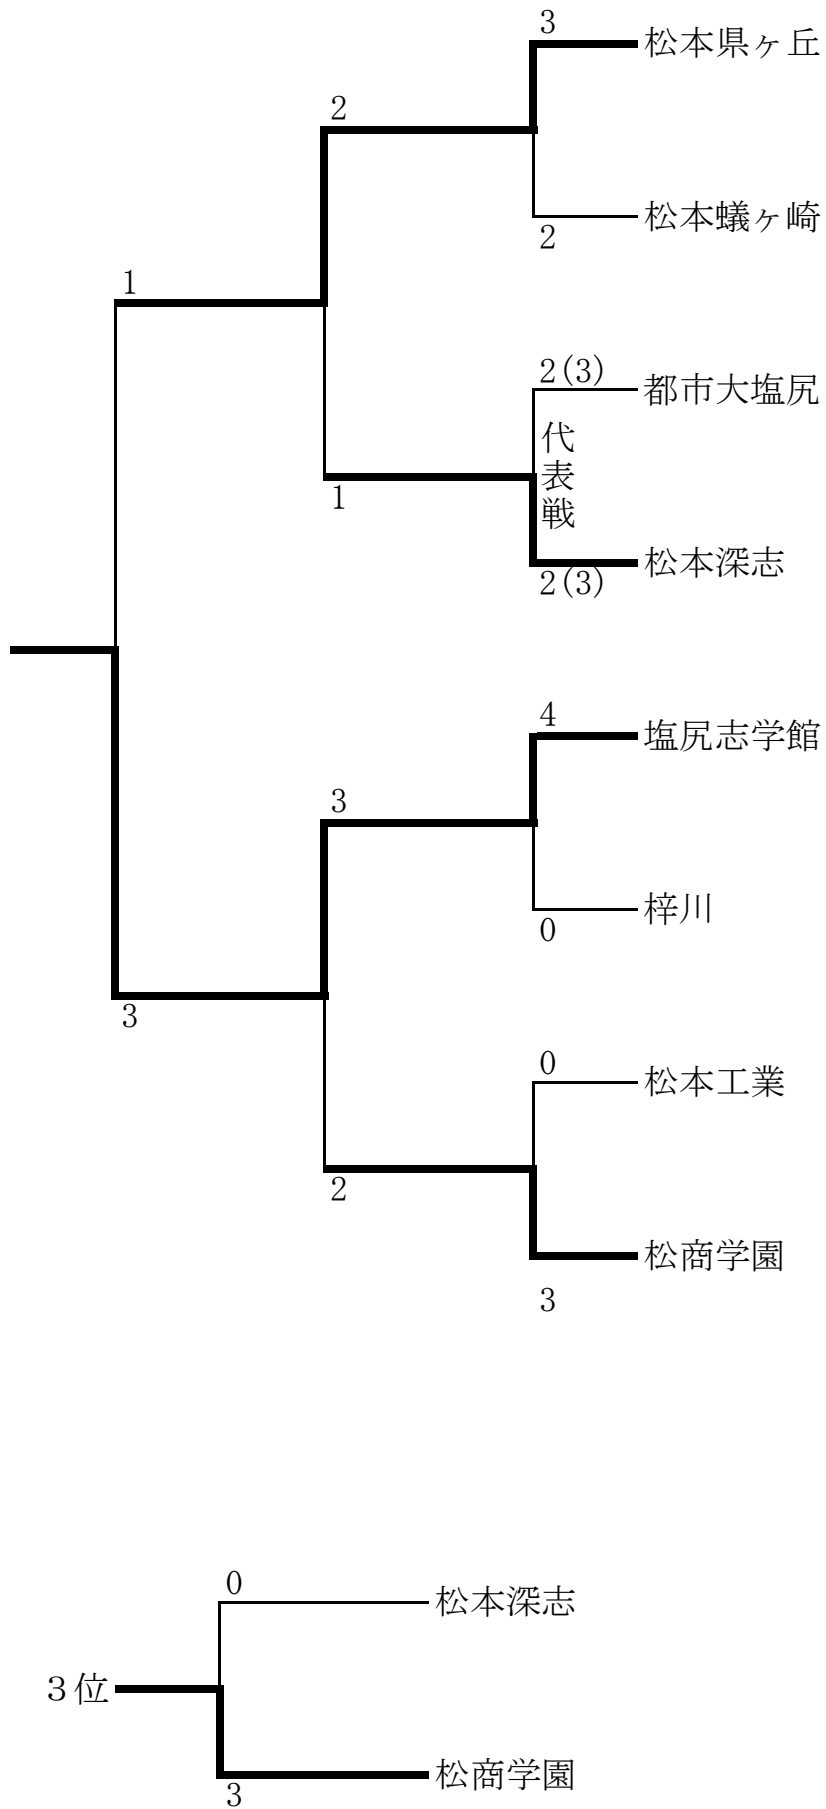 3
松本県ヶ丘
2
松本蟻ヶ崎
2
1
2(3)
都市大塩尻
代表戦
1
松本深志
2(3)
4
塩尻志学館
3
梓川
0
3
0
松本工業
2
松商学園
3
0
松本深志
３位
松商学園
3